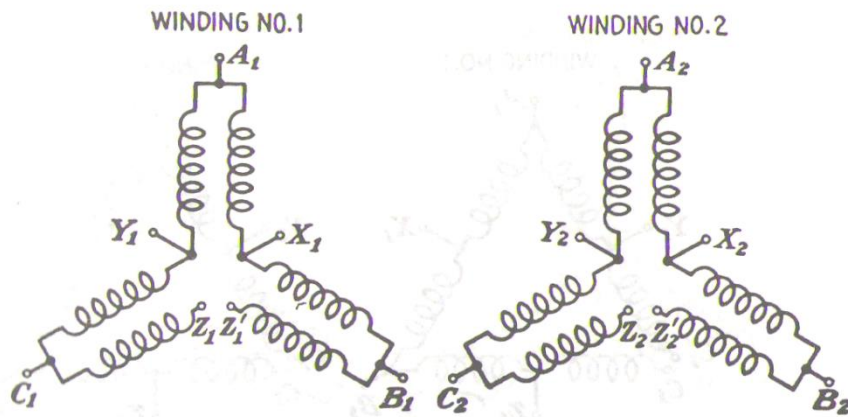 WINDING NO.1 WINDING NO.2
A₁ A₂
Y₁ X₁ Y₂ X₂
Z₁ Z₁' Z₂ Z₂'
C₁ B₁ C₂ B₂